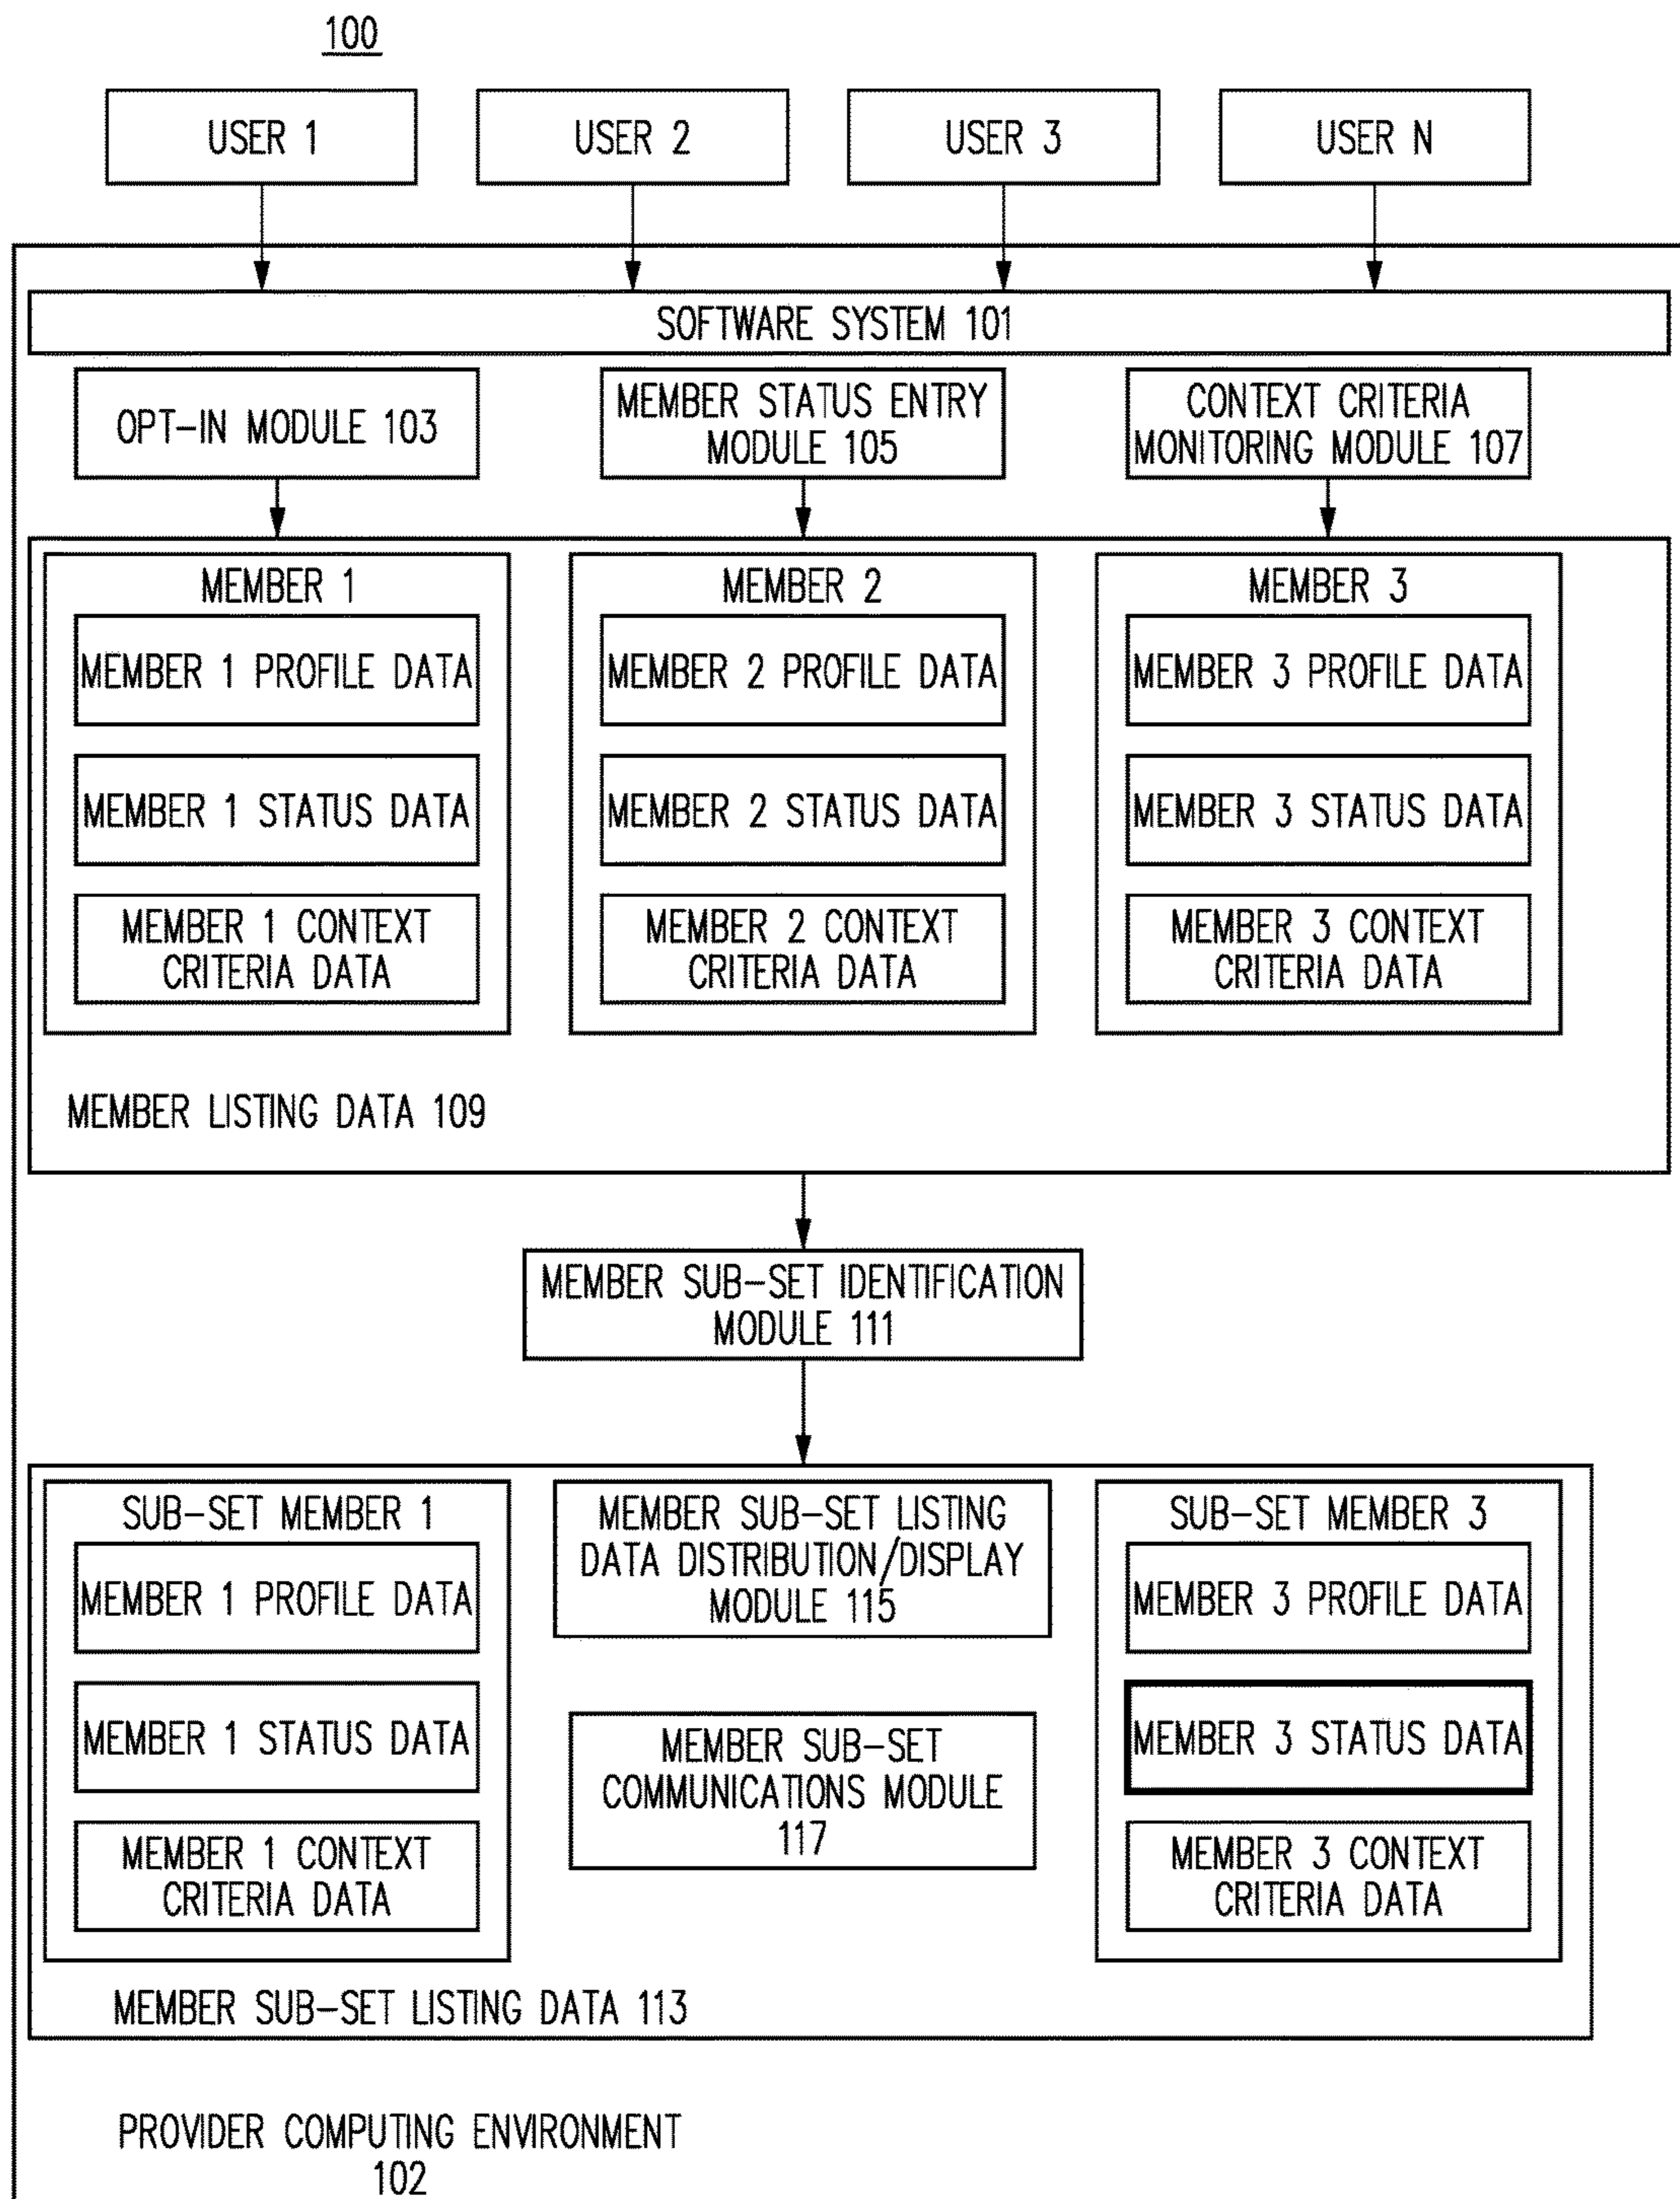 100
USER 1
USER 2
USER 3
USER N
SOFTWARE SYSTEM 101
OPT-IN MODULE 103
MEMBER STATUS ENTRY
MODULE 105
CONTEXT CRITERIA
MONITORING MODULE 107
MEMBER 1
MEMBER 1 PROFILE DATA
MEMBER 1 STATUS DATA
MEMBER 1 CONTEXT
CRITERIA DATA
MEMBER 2
MEMBER 2 PROFILE DATA
MEMBER 2 STATUS DATA
MEMBER 2 CONTEXT
CRITERIA DATA
MEMBER 3
MEMBER 3 PROFILE DATA
MEMBER 3 STATUS DATA
MEMBER 3 CONTEXT
CRITERIA DATA
MEMBER LISTING DATA 109
MEMBER SUB-SET IDENTIFICATION
MODULE 111
SUB-SET MEMBER 1
MEMBER 1 PROFILE DATA
MEMBER 1 STATUS DATA
MEMBER 1 CONTEXT
CRITERIA DATA
MEMBER SUB-SET LISTING
DATA DISTRIBUTION/DISPLAY
MODULE 115
MEMBER SUB-SET
COMMUNICATIONS MODULE
117
SUB-SET MEMBER 3
MEMBER 3 PROFILE DATA
MEMBER 3 STATUS DATA
MEMBER 3 CONTEXT
CRITERIA DATA
MEMBER SUB-SET LISTING DATA 113
PROVIDER COMPUTING ENVIRONMENT
102